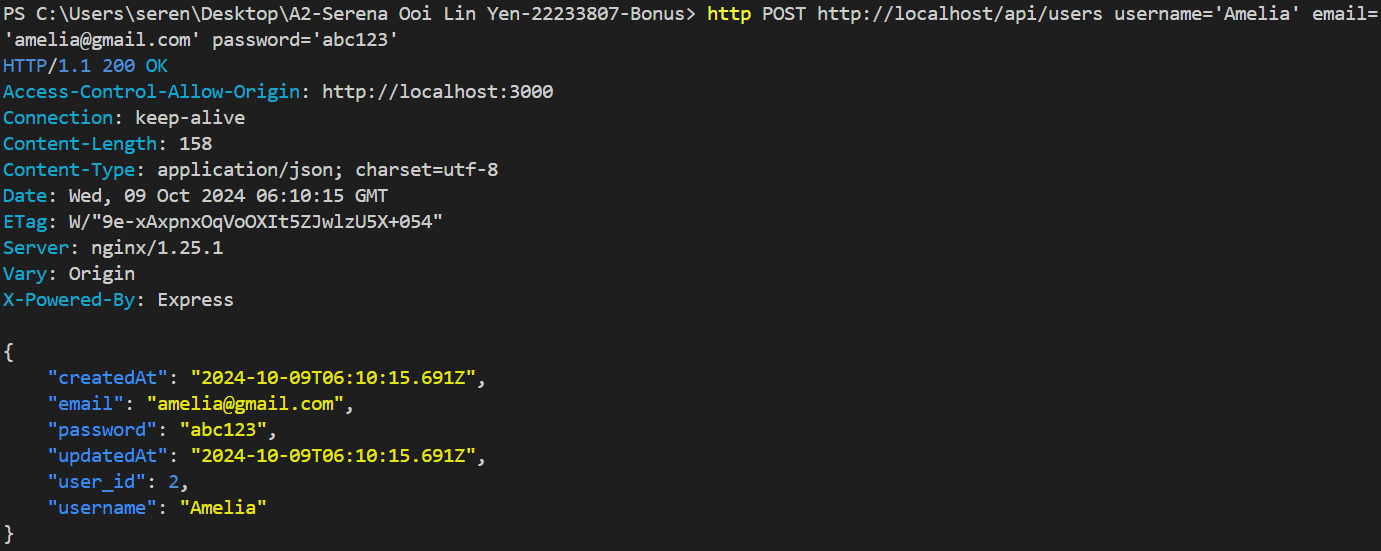 PS C:\Users\seren\Desktop\A2-Serena Ooi Lin Yen-22233807-Bonus> http POST http://localhost/api/users username='Amelia' email=
'amelia@gmail.com' password='abc123'
HTTP/1.1 200 OK
Access-Control-Allow-Origin: http://localhost:3000
Connection: keep-alive
Content-Length: 158
Content-Type: application/json; charset=utf-8
Date: Wed, 09 Oct 2024 06:10:15 GMT
ETag: W/"9e-xAxpnxOqVoOXIt5ZJwlzU5X+054"
Server: nginx/1.25.1
Vary: Origin
X-Powered-By: Express

{
    "createdAt": "2024-10-09T06:10:15.691Z",
    "email": "amelia@gmail.com",
    "password": "abc123",
    "updatedAt": "2024-10-09T06:10:15.691Z",
    "user_id": 2,
    "username": "Amelia"
}